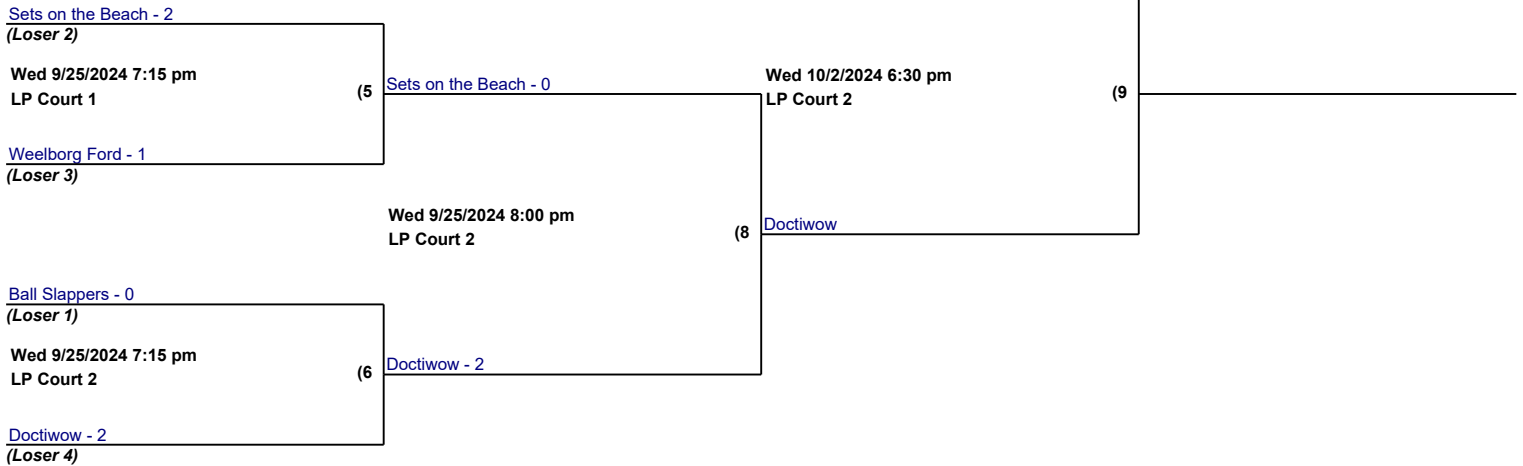 Sets on the Beach - 2
(Loser 2)
Wed 9/25/2024 7:15 pm
LP Court 1
(5
Weelborg Ford - 1
(Loser 3)
Sets on the Beach - 0
Wed 9/25/2024 8:00 pm
LP Court 2
(8
Ball Slappers - 0
(Loser 1)
Wed 9/25/2024 7:15 pm
LP Court 2
(6
Doctiwow - 2
(Loser 4)
Doctiwow - 2
Wed 10/2/2024 6:30 pm
LP Court 2
(9
Doctiwow